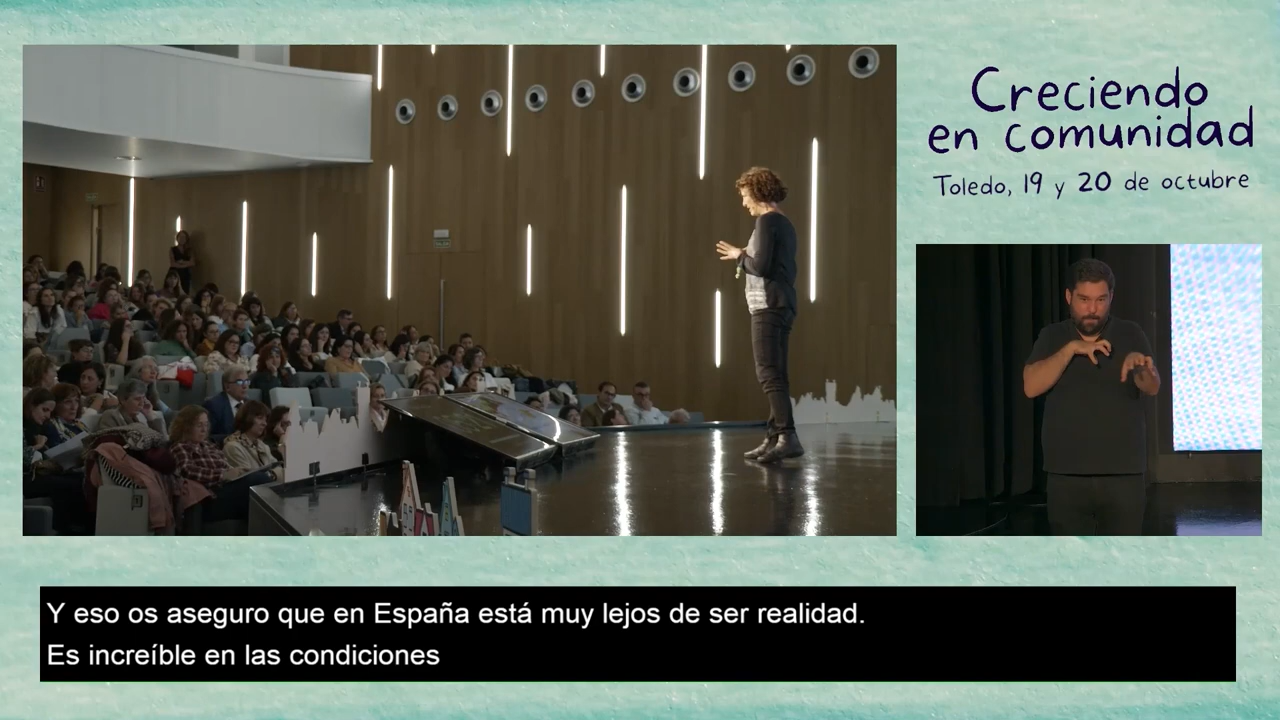 Creciendo
en comunidad
Toledo, 19 y 20 de octubre
Y eso os aseguro que en España está muy lejos de ser realidad.
Es increíble en las condiciones